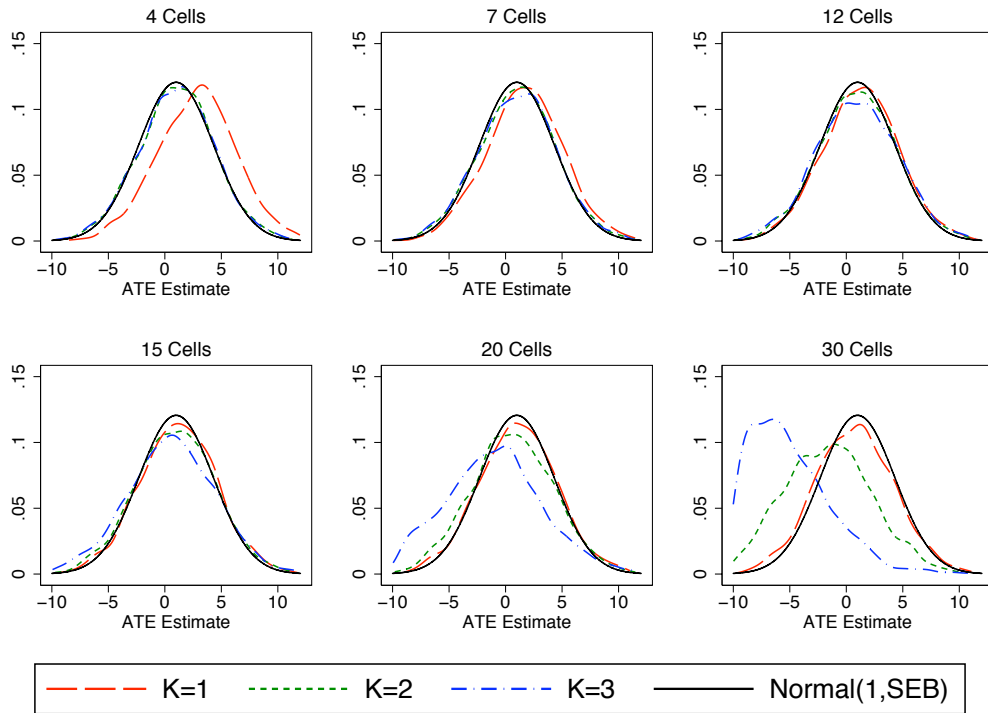 4 Cells
7 Cells
12 Cells
.15
.1
.05
0
.15
.1
.05
0
.15
.1
.05
0
−10 −5 0 5 10
−10 −5 0 5 10
−10 −5 0 5 10
ATE Estimate
ATE Estimate
ATE Estimate
15 Cells
20 Cells
30 Cells
.15
.1
.05
0
.15
.1
.05
0
.15
.1
.05
0
−10 −5 0 5 10
−10 −5 0 5 10
−10 −5 0 5 10
ATE Estimate
ATE Estimate
ATE Estimate
K=1 K=2 K=3 Normal(1,SEB)